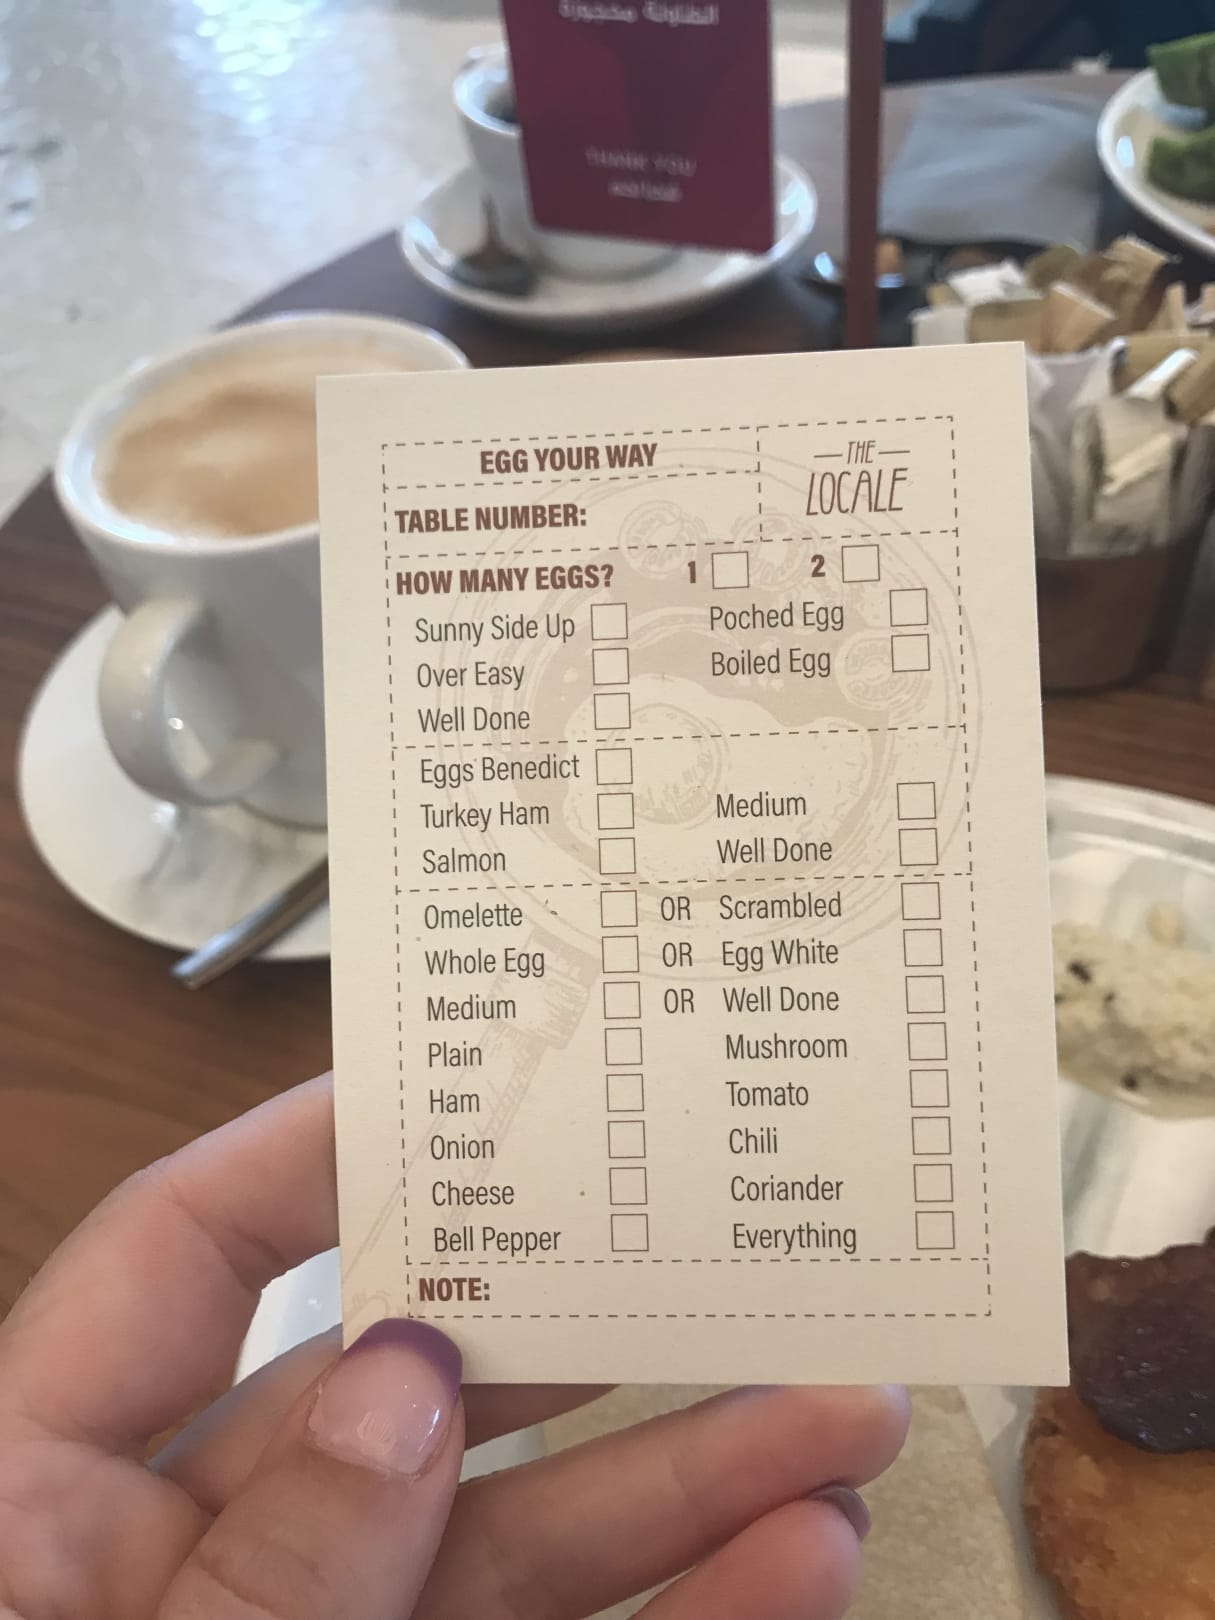 الطاولة محجوزة
THANK YOU
EGG YOUR WAY
THE
LOCALE
TABLE NUMBER:
HOW MANY EGGS? 1 2
Sunny Side Up Poched Egg
Over Easy Boiled Egg
Well Done
Eggs Benedict
Turkey Ham Medium
Salmon Well Done
Omelette OR Scrambled
Whole Egg OR Egg White
Medium OR Well Done
Plain Mushroom
Ham Tomato
Onion Chili
Cheese Coriander
Bell Pepper Everything
NOTE: